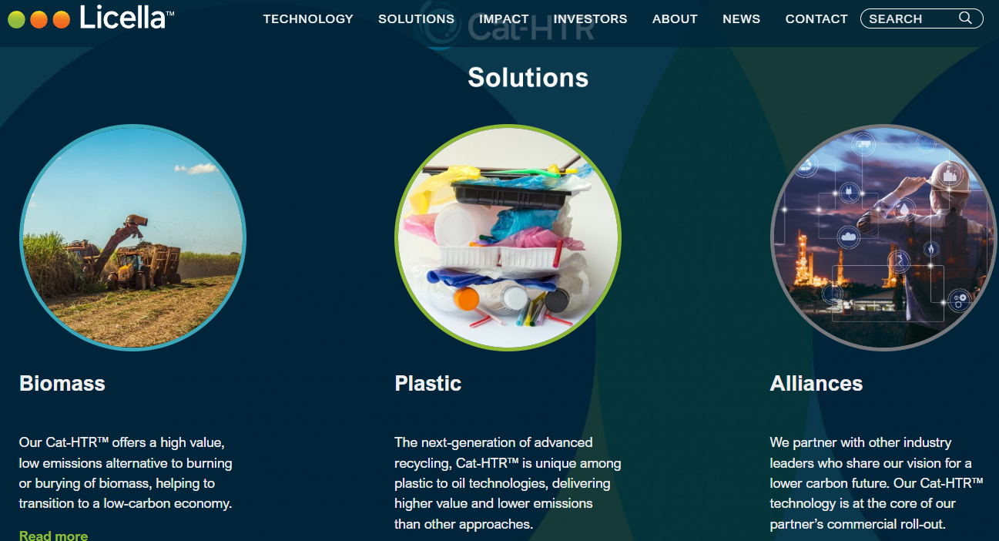 Licella™
TECHNOLOGY SOLUTIONS IMPACT INVESTORS ABOUT NEWS CONTACT SEARCH
Cat-HTR
Solutions
Biomass
Our Cat-HTR™ offers a high value,
low emissions alternative to burning
or burying of biomass, helping to
transition to a low-carbon economy.
Read more
Plastic
The next-generation of advanced
recycling, Cat-HTR™ is unique among
plastic to oil technologies, delivering
higher value and lower emissions
than other approaches.
Alliances
We partner with other industry
leaders who share our vision for a
lower carbon future. Our Cat-HTR™
technology is at the core of our
partner’s commercial roll-out.